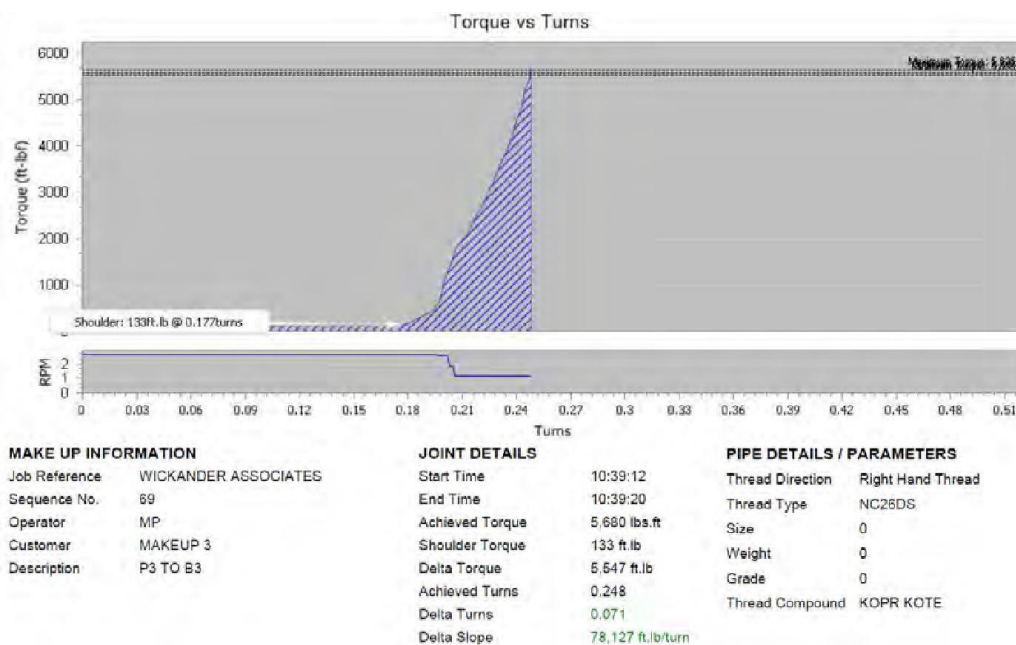 Torque vs Turns
6000
5000
4000
3000
2000
1000
Torque (ft-lbf)
Shoulder: 133ft.lb @ 0.177turns
RPM
2
1
0
0 0.03 0.06 0.09 0.12 0.15 0.18 0.21 0.24 0.27 0.3 0.33 0.36 0.39 0.42 0.45 0.48 0.51
Turns
MAKE UP INFORMATION
Job Reference WICKANDER ASSOCIATES
Sequence No. 69
Operator MP
Customer MAKEUP 3
Description P3 TO B3
JOINT DETAILS
Start Time 10:39:12
End Time 10:39:20
Achieved Torque 5,680 lbs.ft
Shoulder Torque 133 ft.lb
Delta Torque 5,547 ft.lb
Achieved Turns 0.248
Delta Turns 0.071
Delta Slope 78,127 ft.lb/turn
PIPE DETAILS / PARAMETERS
Thread Direction Right Hand Thread
Thread Type NC26DS
Size 0
Weight 0
Grade 0
Thread Compound KOPR KOTE